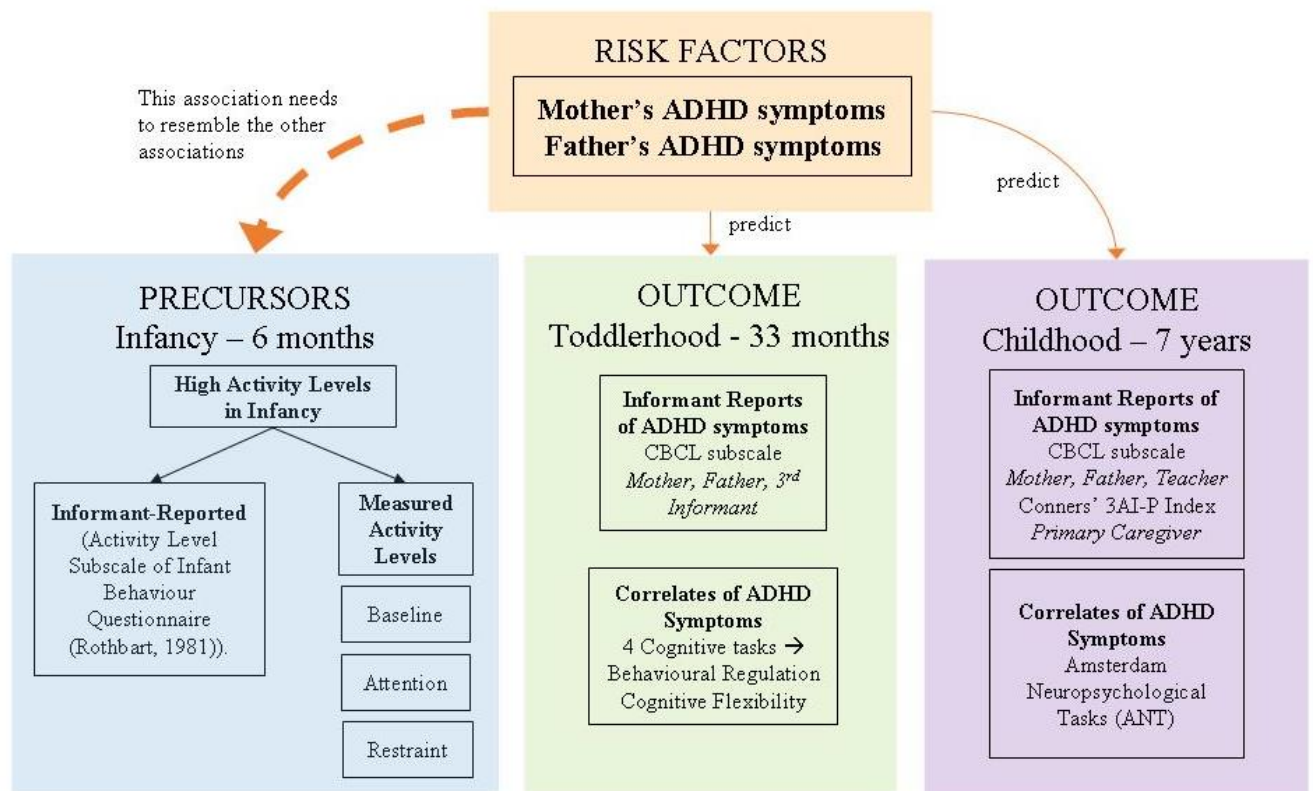 RISK FACTORS
Mother's ADHD symptoms
Father's ADHD symptoms
This association needs
to resemble the other
associations
predict
predict
PRECURSORS
Infancy – 6 months
High Activity Levels
in Infancy
Informant-Reported
(Activity Level
Subscale of Infant
Behaviour
Questionnaire
(Rothbart, 1981)).
Measured
Activity
Levels
Baseline
Attention
Restraint
OUTCOME
Toddlerhood - 33 months
Informant Reports
of ADHD symptoms
CBCL subscale
Mother, Father, 3rd
Informant
Correlates of ADHD
Symptoms
4 Cognitive tasks →
Behavioural Regulation
Cognitive Flexibility
OUTCOME
Childhood – 7 years
Informant Reports of
ADHD symptoms
CBCL subscale
Mother, Father, Teacher
Conners' 3AI-P Index
Primary Caregiver
Correlates of ADHD
Symptoms
Amsterdam
Neuropsychological
Tasks (ANT)